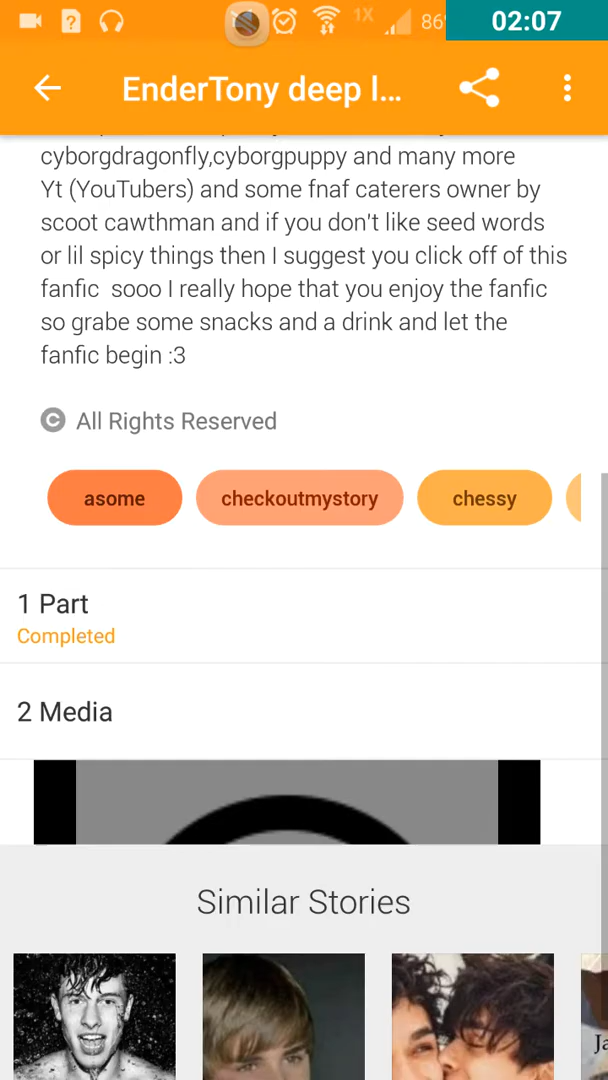 1X 86 02:07
EnderTony deep l...
cyborgdragonfly,cyborgpuppy and many more
Yt (YouTubers) and some fnaf caterers owner by
scoot cawthman and if you don't like seed words
or lil spicy things then I suggest you click off of this
fanfic sooo I really hope that you enjoy the fanfic
so grabe some snacks and a drink and let the
fanfic begin :3
All Rights Reserved
asome checkoutmystory chessy
1 Part
Completed
2 Media
Similar Stories